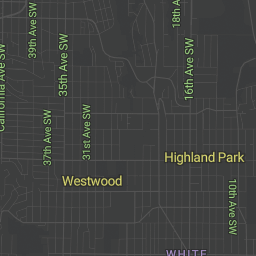 39th Ave SW
35th Ave SW
18th A
16th Ave SW
California Ave SW
37th Ave SW
31st Ave SW
Highland Park
Westwood
10th Ave SW
WHITE